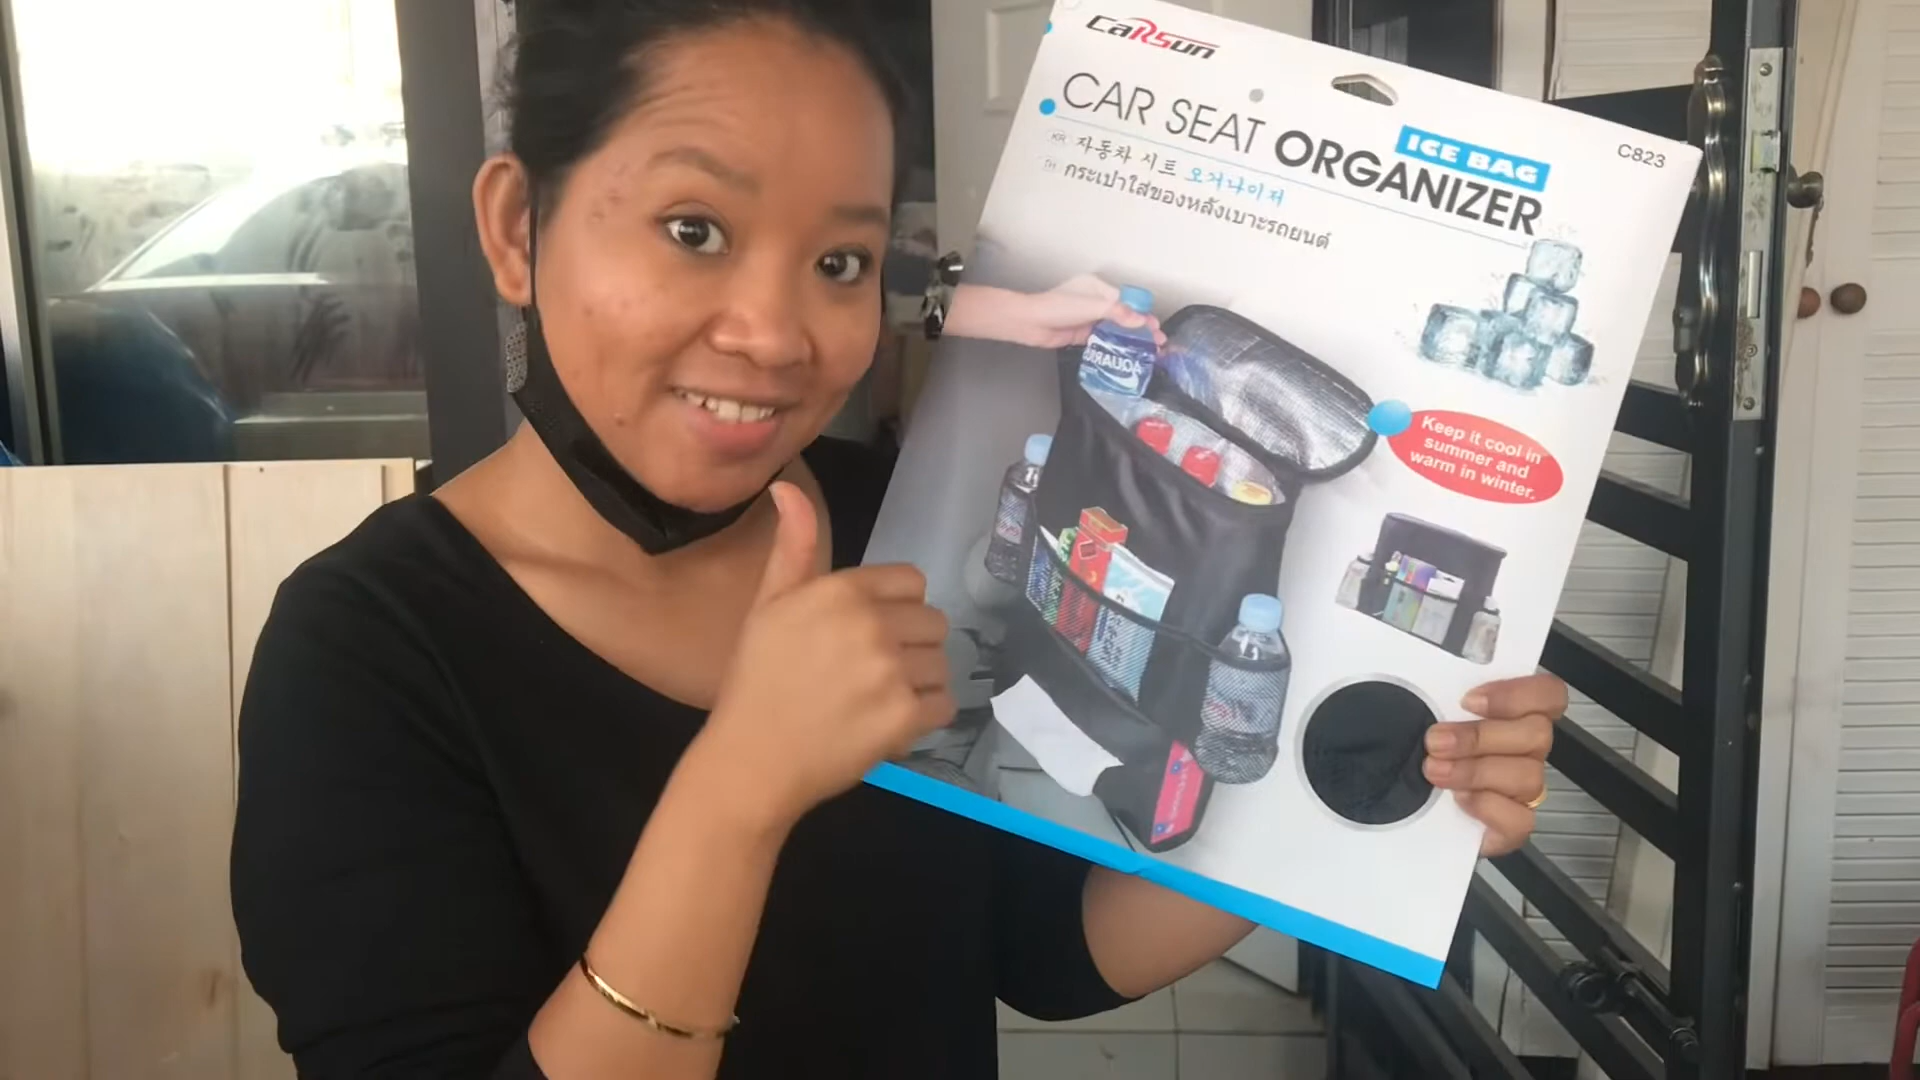 CARSUN
CAR SEAT ORGANIZER
ICE BAG
C823
KR 자동차 시트 오거나이저
TH กระเป๋าใส่ของหลังเบาะรถยนต์
AQUARIUS
Keep it cool in
summer and
warm in winter.